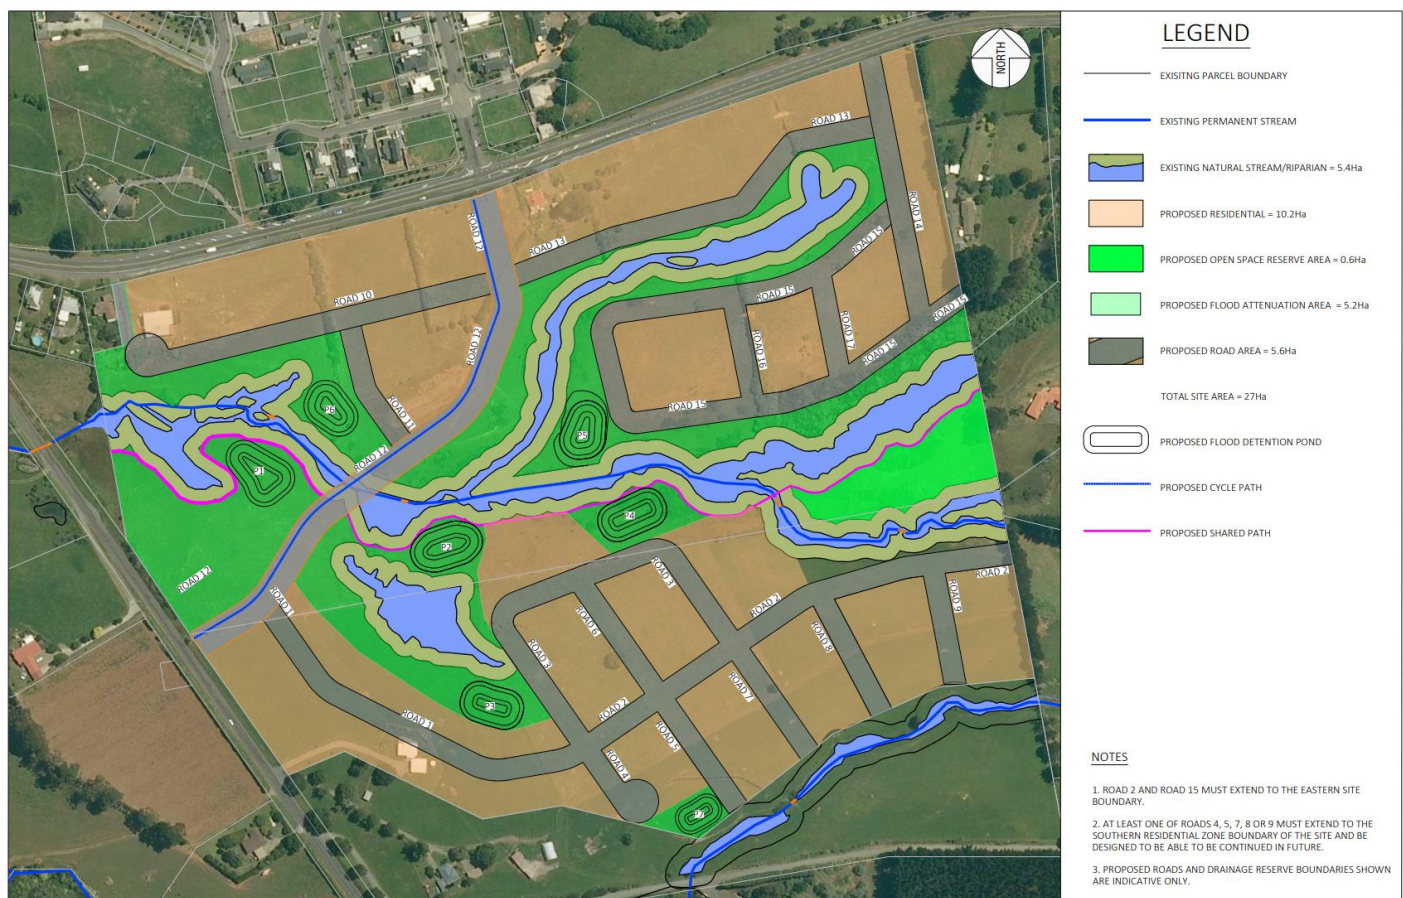 LEGEND
EXISITNG PARCEL BOUNDARY
EXISTING PERMANENT STREAM
EXISTING NATURAL STREAM/RIPARIAN = 5.4Ha
PROPOSED RESIDENTIAL = 10.2Ha
PROPOSED OPEN SPACE RESERVE AREA = 0.6Ha
PROPOSED FLOOD ATTENUATION AREA = 5.2Ha
PROPOSED ROAD AREA = 5.6Ha
TOTAL SITE AREA = 27Ha
PROPOSED FLOOD DETENTION POND
PROPOSED CYCLE PATH
PROPOSED SHARED PATH
NOTES
1. ROAD 2 AND ROAD 15 MUST EXTEND TO THE EASTERN SITE
BOUNDARY.
2. AT LEAST ONE OF ROADS 4, 5, 7, 8 OR 9 MUST EXTEND TO THE
SOUTHERN RESIDENTIAL ZONE BOUNDARY OF THE SITE AND BE
DESIGNED TO BE ABLE TO BE CONTINUED IN FUTURE.
3. PROPOSED ROADS AND DRAINAGE RESERVE BOUNDARIES SHOWN
ARE INDICATIVE ONLY.
NORTH
ROAD 13
ROAD 12
ROAD 14
ROAD 13
ROAD 15
ROAD 10
ROAD 15
ROAD 15
ROAD 12
ROAD 17
ROAD 16
ROAD 15
ROAD 15
ROAD 11
P6
P5
ROAD 12
P1
P4
P2
ROAD 12
ROAD 3
ROAD 2
ROAD 9
ROAD 1
ROAD 2
ROAD 6
ROAD 8
ROAD 3
ROAD 7
P3
ROAD 2
ROAD 1
ROAD 5
ROAD 4
P7